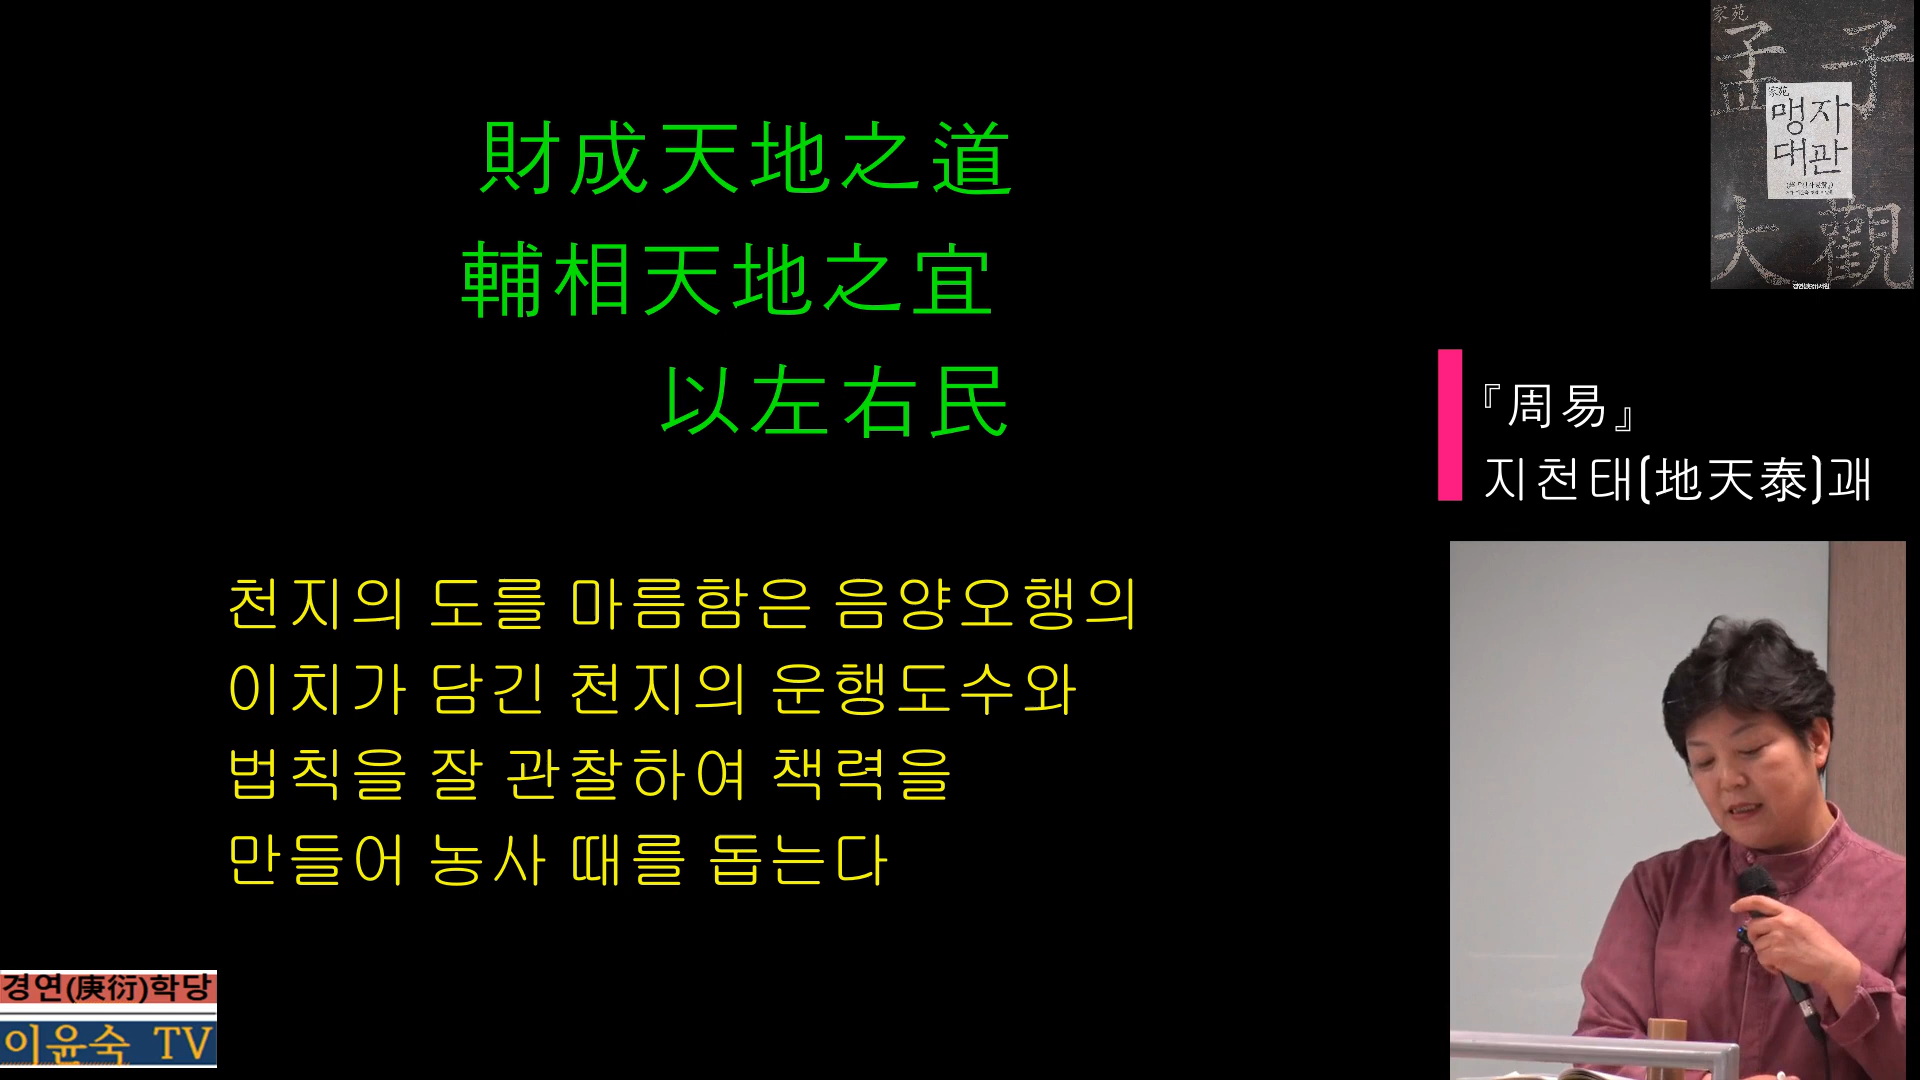 財成天地之道
輔相天地之宜
以左右民
천지의 도를 마름함은 음양오행의
이치가 담긴 천지의 운행도수와
법칙을 잘 관찰하여 책력을
만들어 농사 때를 돕는다
家苑
孟子
家苑
맹자
대관
大觀
『周易』
지천태(地天泰)괘
경연(庚衍)학당
이윤숙 TV